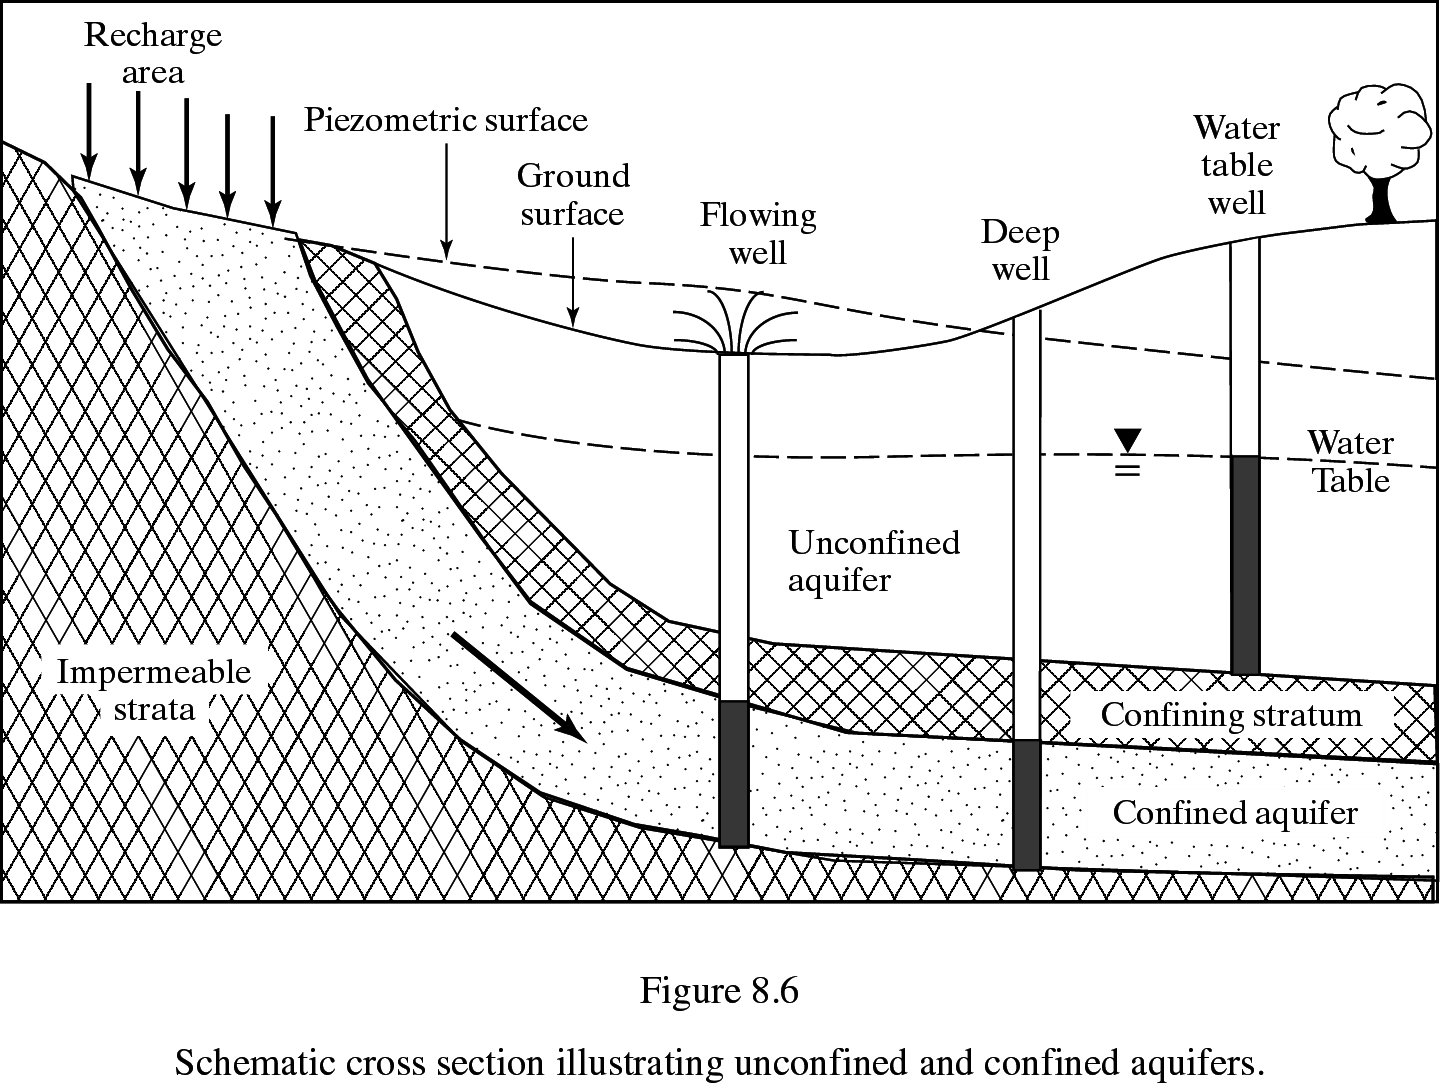 Recharge
area
Piezometric surface
Ground
surface
Flowing
well
Deep
well
Water
table
well
Water
Table
Unconfined
aquifer
Impermeable
strata
Confining stratum
Confined aquifer
Figure 8.6
Schematic cross section illustrating unconfined and confined aquifers.